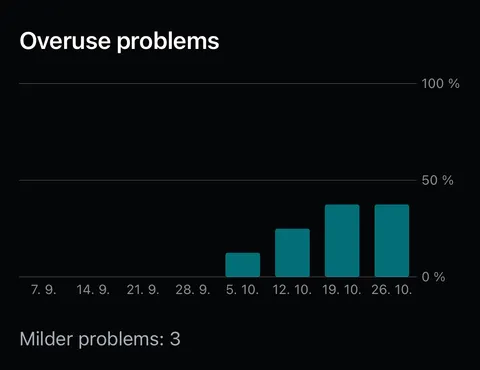 Overuse problems
100 %
50 %
0 %
7. 9. 14. 9. 21. 9. 28. 9. 5. 10. 12. 10. 19. 10. 26. 10.
Milder problems: 3